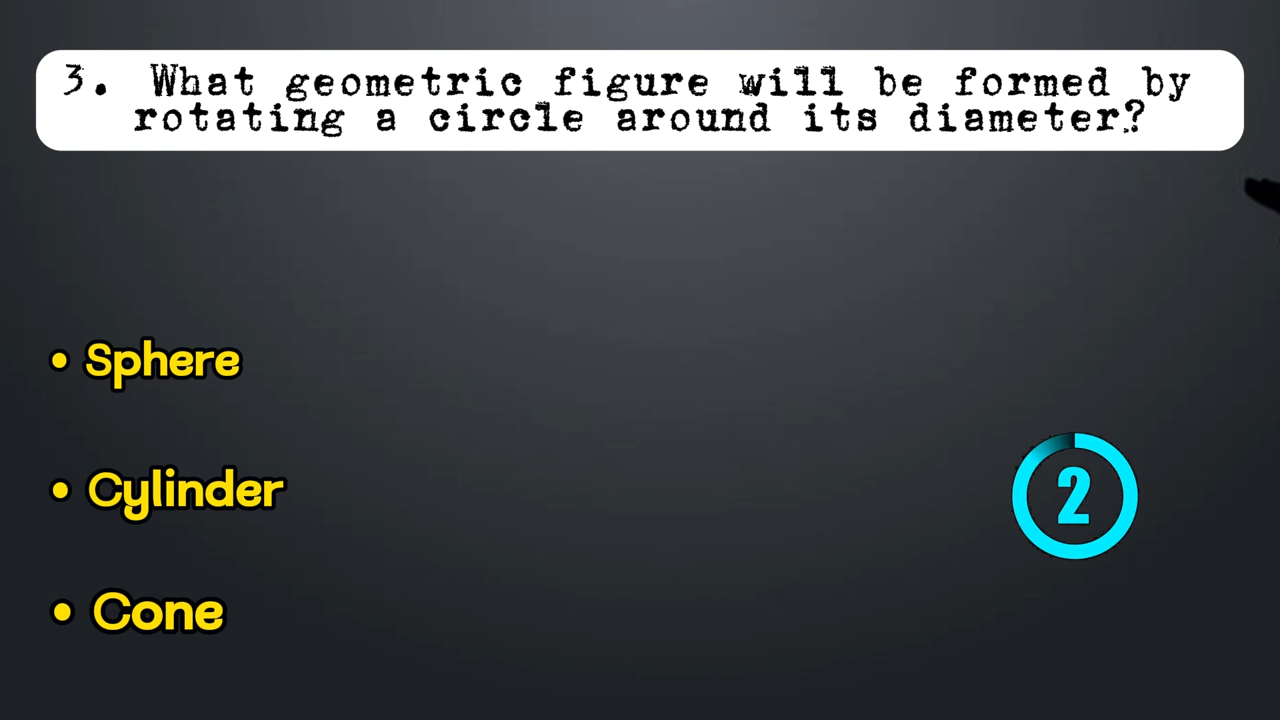 3. What geometric figure will be formed by
rotating a circle around its diameter?
• Sphere
• Cylinder
2
• Cone